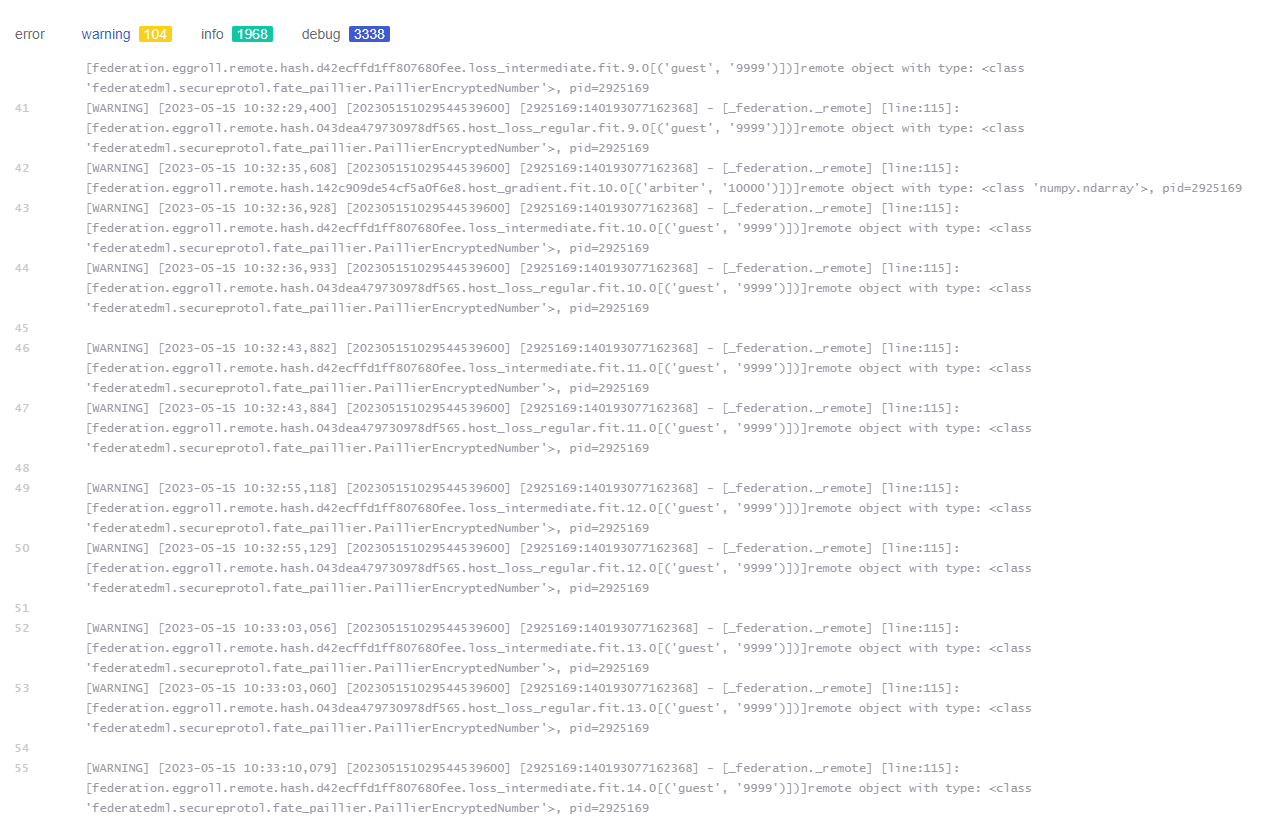 error warning 104 info 1968 debug 3338
[federation.eggroll.remote.hash.d42ecffd1ff807680fee.loss_intermediate.fit.9.0[('guest', '9999')])]remote object with type: <class
'federatedml.secureprotol.fate_paillier.PaillierEncryptedNumber'>, pid=2925169
41 [WARNING] [2023-05-15 10:32:29,400] [202305151029544539600] [2925169:140193077162368] - [_federation._remote] [line:115]:
[federation.eggroll.remote.hash.043dea479730978df565.host_loss_regular.fit.9.0[('guest', '9999')])]remote object with type: <class
'federatedml.secureprotol.fate_paillier.PaillierEncryptedNumber'>, pid=2925169
42 [WARNING] [2023-05-15 10:32:35,608] [202305151029544539600] [2925169:140193077162368] - [_federation._remote] [line:115]:
[federation.eggroll.remote.hash.142c909de54cf5a0f6e8.host_gradient.fit.10.0[('arbiter', '10000')])]remote object with type: <class 'numpy.ndarray'>, pid=2925169
43 [WARNING] [2023-05-15 10:32:36,928] [202305151029544539600] [2925169:140193077162368] - [_federation._remote] [line:115]:
[federation.eggroll.remote.hash.d42ecffd1ff807680fee.loss_intermediate.fit.10.0[('guest', '9999')])]remote object with type: <class
'federatedml.secureprotol.fate_paillier.PaillierEncryptedNumber'>, pid=2925169
44 [WARNING] [2023-05-15 10:32:36,933] [202305151029544539600] [2925169:140193077162368] - [_federation._remote] [line:115]:
[federation.eggroll.remote.hash.043dea479730978df565.host_loss_regular.fit.10.0[('guest', '9999')])]remote object with type: <class
'federatedml.secureprotol.fate_paillier.PaillierEncryptedNumber'>, pid=2925169
45
46 [WARNING] [2023-05-15 10:32:43,882] [202305151029544539600] [2925169:140193077162368] - [_federation._remote] [line:115]:
[federation.eggroll.remote.hash.d42ecffd1ff807680fee.loss_intermediate.fit.11.0[('guest', '9999')])]remote object with type: <class
'federatedml.secureprotol.fate_paillier.PaillierEncryptedNumber'>, pid=2925169
47 [WARNING] [2023-05-15 10:32:43,884] [202305151029544539600] [2925169:140193077162368] - [_federation._remote] [line:115]:
[federation.eggroll.remote.hash.043dea479730978df565.host_loss_regular.fit.11.0[('guest', '9999')])]remote object with type: <class
'federatedml.secureprotol.fate_paillier.PaillierEncryptedNumber'>, pid=2925169
48
49 [WARNING] [2023-05-15 10:32:55,118] [202305151029544539600] [2925169:140193077162368] - [_federation._remote] [line:115]:
[federation.eggroll.remote.hash.d42ecffd1ff807680fee.loss_intermediate.fit.12.0[('guest', '9999')])]remote object with type: <class
'federatedml.secureprotol.fate_paillier.PaillierEncryptedNumber'>, pid=2925169
50 [WARNING] [2023-05-15 10:32:55,129] [202305151029544539600] [2925169:140193077162368] - [_federation._remote] [line:115]:
[federation.eggroll.remote.hash.043dea479730978df565.host_loss_regular.fit.12.0[('guest', '9999')])]remote object with type: <class
'federatedml.secureprotol.fate_paillier.PaillierEncryptedNumber'>, pid=2925169
51
52 [WARNING] [2023-05-15 10:33:03,056] [202305151029544539600] [2925169:140193077162368] - [_federation._remote] [line:115]:
[federation.eggroll.remote.hash.d42ecffd1ff807680fee.loss_intermediate.fit.13.0[('guest', '9999')])]remote object with type: <class
'federatedml.secureprotol.fate_paillier.PaillierEncryptedNumber'>, pid=2925169
53 [WARNING] [2023-05-15 10:33:03,060] [202305151029544539600] [2925169:140193077162368] - [_federation._remote] [line:115]:
[federation.eggroll.remote.hash.043dea479730978df565.host_loss_regular.fit.13.0[('guest', '9999')])]remote object with type: <class
'federatedml.secureprotol.fate_paillier.PaillierEncryptedNumber'>, pid=2925169
54
55 [WARNING] [2023-05-15 10:33:10,079] [202305151029544539600] [2925169:140193077162368] - [_federation._remote] [line:115]:
[federation.eggroll.remote.hash.d42ecffd1ff807680fee.loss_intermediate.fit.14.0[('guest', '9999')])]remote object with type: <class
'federatedml.secureprotol.fate_paillier.PaillierEncryptedNumber'>, pid=2925169